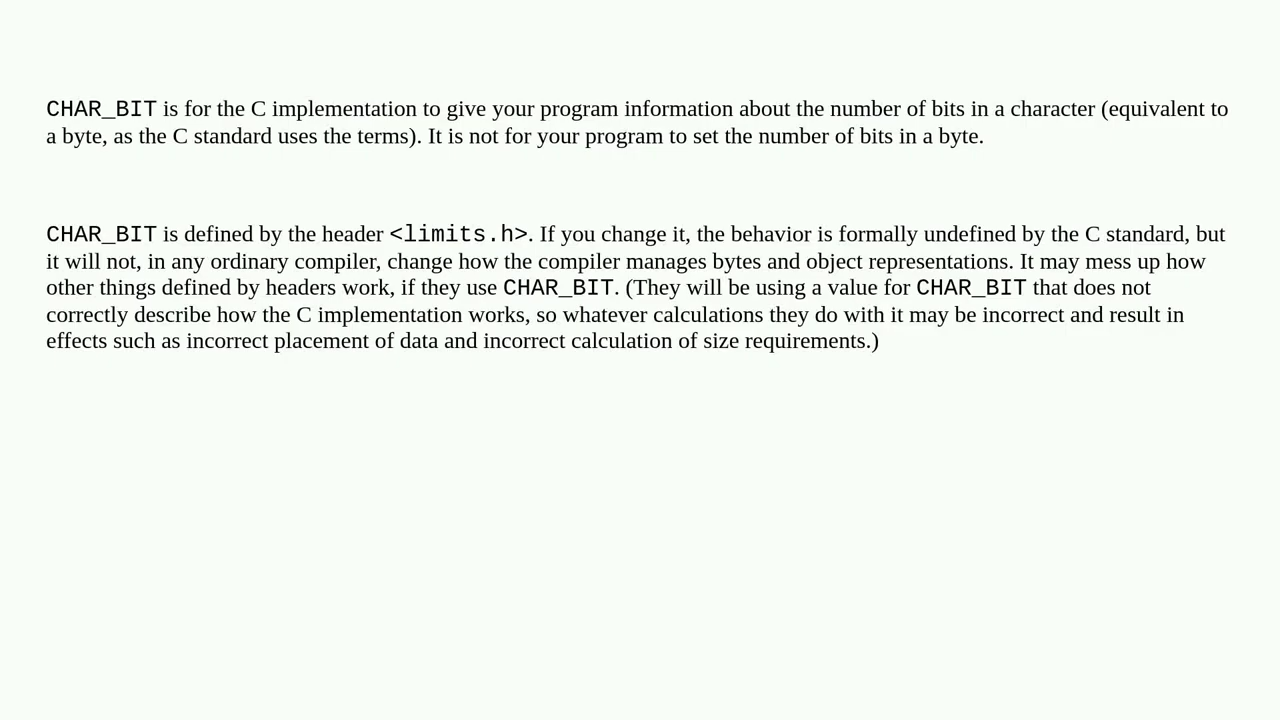 CHAR_BIT is for the C implementation to give your program information about the number of bits in a character (equivalent to
a byte, as the C standard uses the terms). It is not for your program to set the number of bits in a byte.
CHAR_BIT is defined by the header <limits.h>. If you change it, the behavior is formally undefined by the C standard, but
it will not, in any ordinary compiler, change how the compiler manages bytes and object representations. It may mess up how
other things defined by headers work, if they use CHAR_BIT. (They will be using a value for CHAR_BIT that does not
correctly describe how the C implementation works, so whatever calculations they do with it may be incorrect and result in
effects such as incorrect placement of data and incorrect calculation of size requirements.)